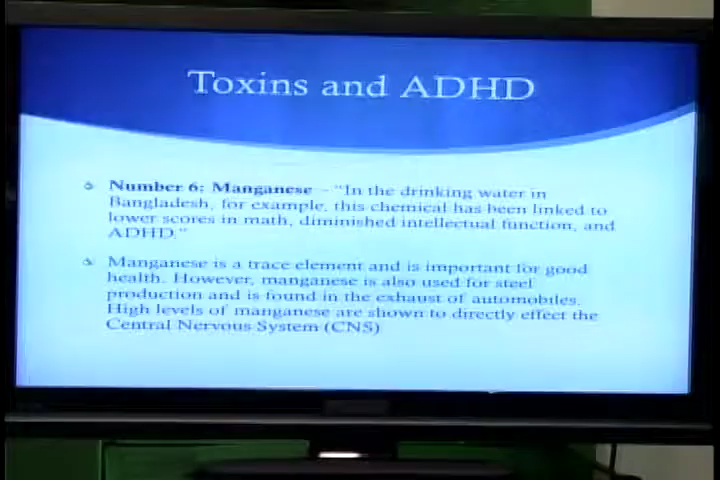 Toxins and ADHD
Number 6: Manganese – "In the drinking water in
Bangladesh, for example, this chemical has been linked to
lower scores in math, diminished intellectual function, and
ADHD."
Manganese is a trace element and is important for good
health. However, manganese is also used for steel
production and is found in the exhaust of automobiles.
High levels of manganese are shown to directly effect the
Central Nervous System (CNS)